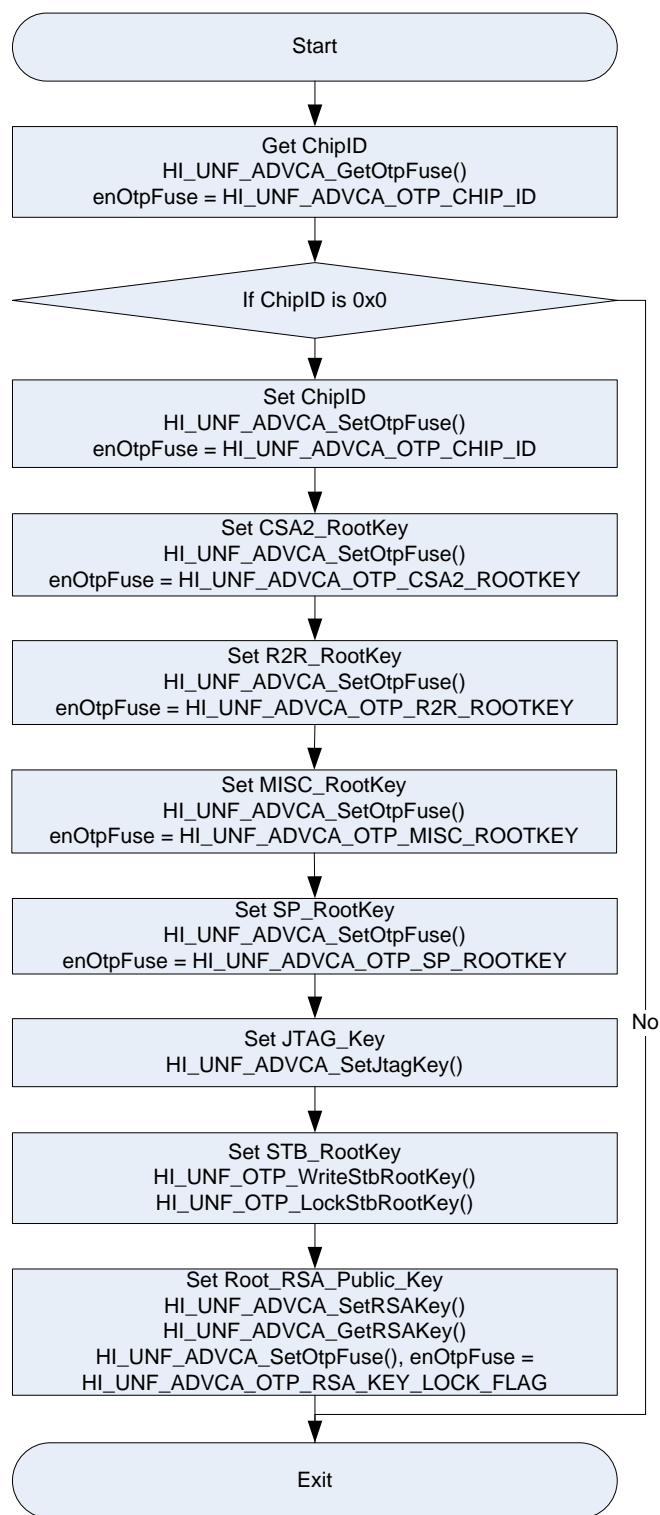 Start
Get ChipID
HI_UNF_ADVCA_GetOtpFuse()
enOtpFuse = HI_UNF_ADVCA_OTP_CHIP_ID
If ChipID is 0x0
Set ChipID
HI_UNF_ADVCA_SetOtpFuse()
enOtpFuse = HI_UNF_ADVCA_OTP_CHIP_ID
Set CSA2_RootKey
HI_UNF_ADVCA_SetOtpFuse()
enOtpFuse = HI_UNF_ADVCA_OTP_CSA2_ROOTKEY
Set R2R_RootKey
HI_UNF_ADVCA_SetOtpFuse()
enOtpFuse = HI_UNF_ADVCA_OTP_R2R_ROOTKEY
Set MISC_RootKey
HI_UNF_ADVCA_SetOtpFuse()
enOtpFuse = HI_UNF_ADVCA_OTP_MISC_ROOTKEY
Set SP_RootKey
HI_UNF_ADVCA_SetOtpFuse()
enOtpFuse = HI_UNF_ADVCA_OTP_SP_ROOTKEY
No
Set JTAG_Key
HI_UNF_ADVCA_SetJtagKey()
Set STB_RootKey
HI_UNF_OTP_WriteStbRootKey()
HI_UNF_OTP_LockStbRootKey()
Set Root_RSA_Public_Key
HI_UNF_ADVCA_SetRSAKey()
HI_UNF_ADVCA_GetRSAKey()
HI_UNF_ADVCA_SetOtpFuse(), enOtpFuse =
HI_UNF_ADVCA_OTP_RSA_KEY_LOCK_FLAG
Exit